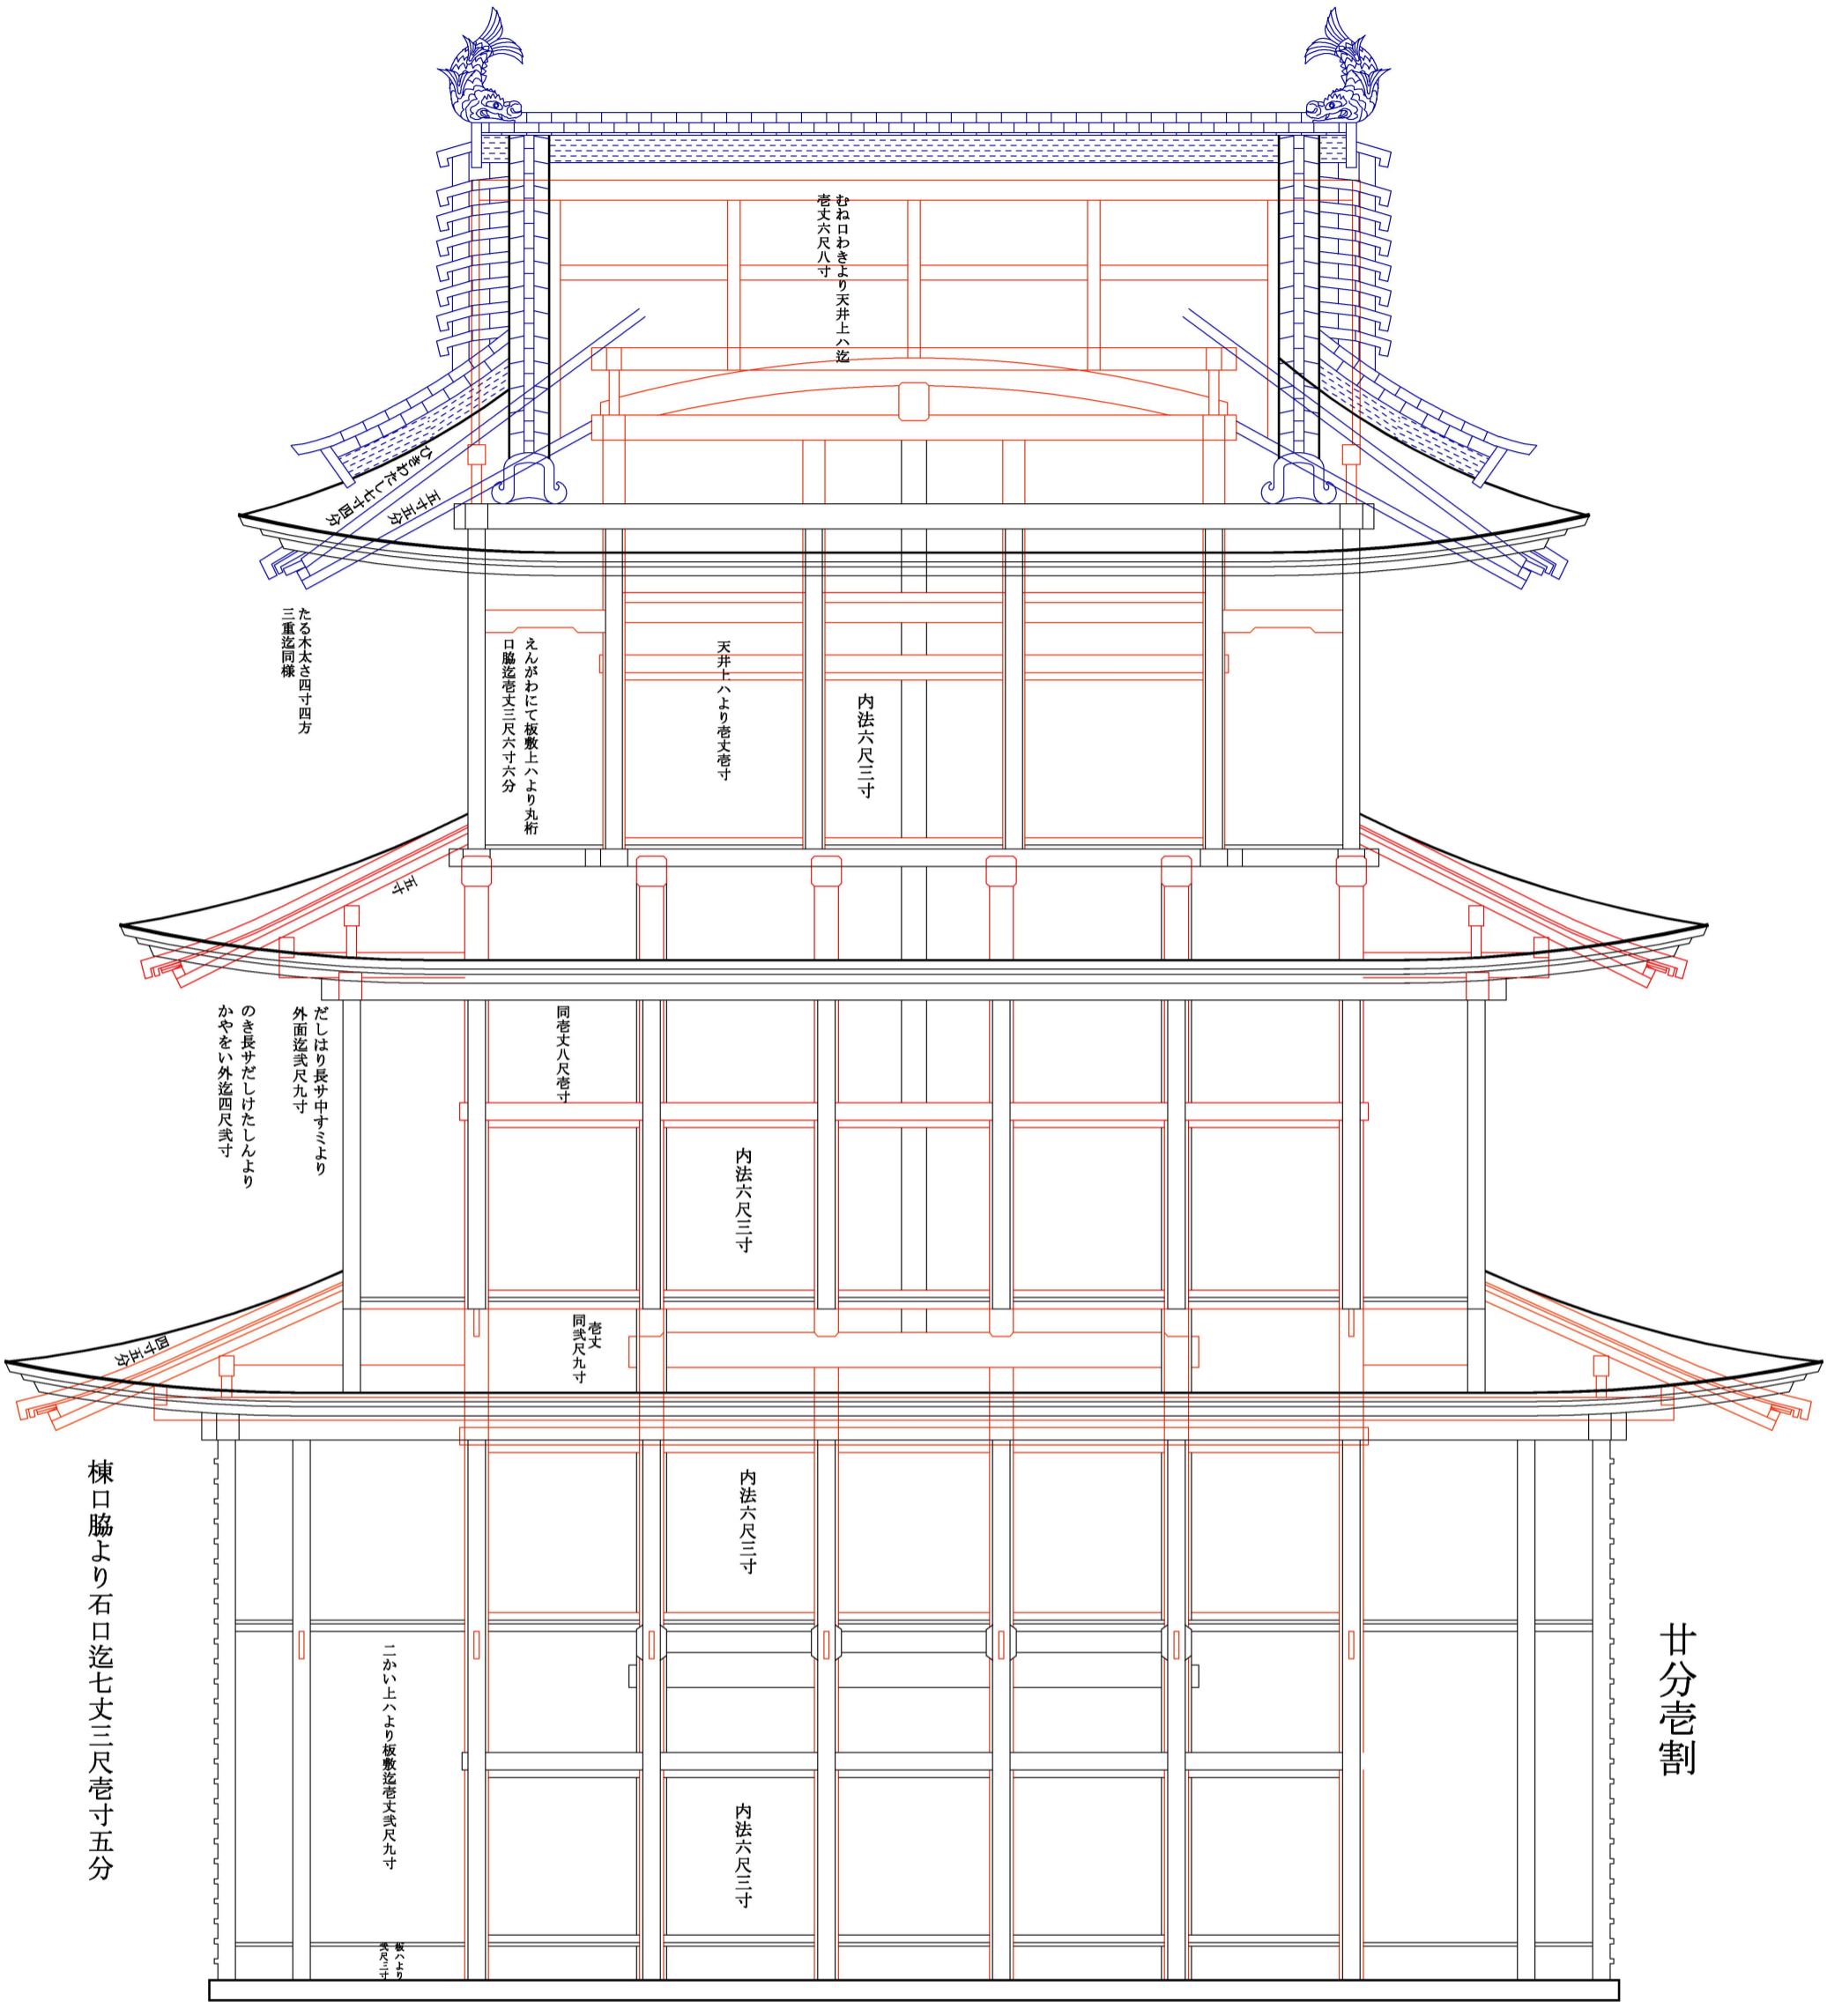 むね口わきより天井上ハ迄
壱丈六尺八寸
ひきわたし七寸四分
五寸五分
たる木太さ四寸四方
三重迄同様
えんがわにて板敷上ハより丸桁
口脇迄壱丈三尺六寸六分
天井上ハより壱丈壱寸
内法六尺三寸
五寸
だしはり長サ中すミより
外面迄弐尺九寸
のき長サだしけたしんより
かやをい外迄四尺弐寸
同壱丈八尺壱寸
内法六尺三寸
四寸五分
壱丈
同弐尺九寸
内法六尺三寸
廿分壱割
棟口脇より石口迄七丈三尺壱寸五分
二かい上ハより板敷迄壱丈弐尺九寸
内法六尺三寸
板ハより
弐尺三寸